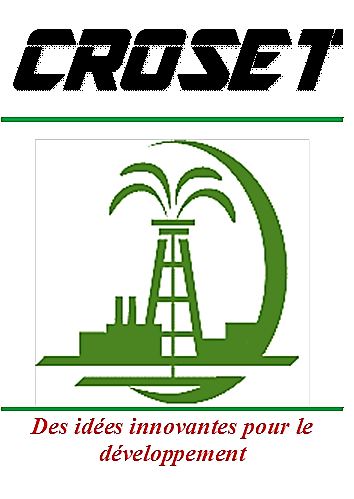 CROSET
Des idées innovantes pour le
développement